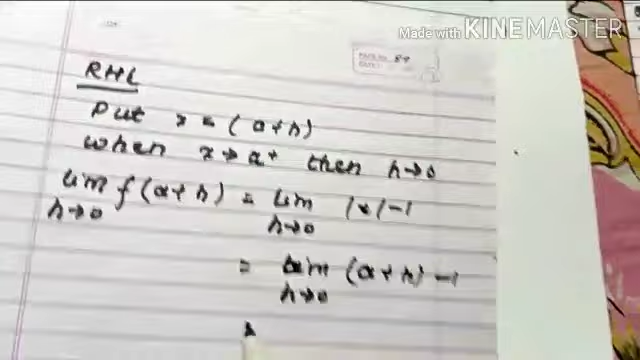 Made with KINEMASTER
RHL
Put x = (a+h)
when x→a⁺ then h→0
lim f(a+h) = lim |x|-1
h→0 h→0
= lim (a+h) -1
h→0